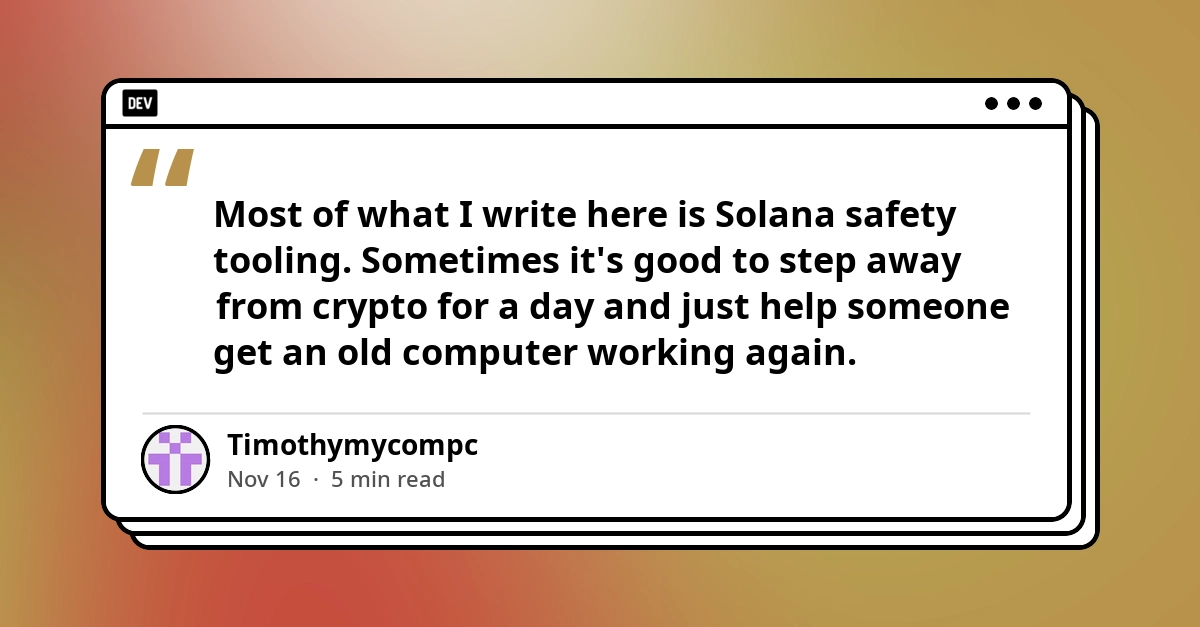 DEV
“
Most of what I write here is Solana safety
tooling. Sometimes it's good to step away
from crypto for a day and just help someone
get an old computer working again.
Timothymycompc
Nov 16 · 5 min read